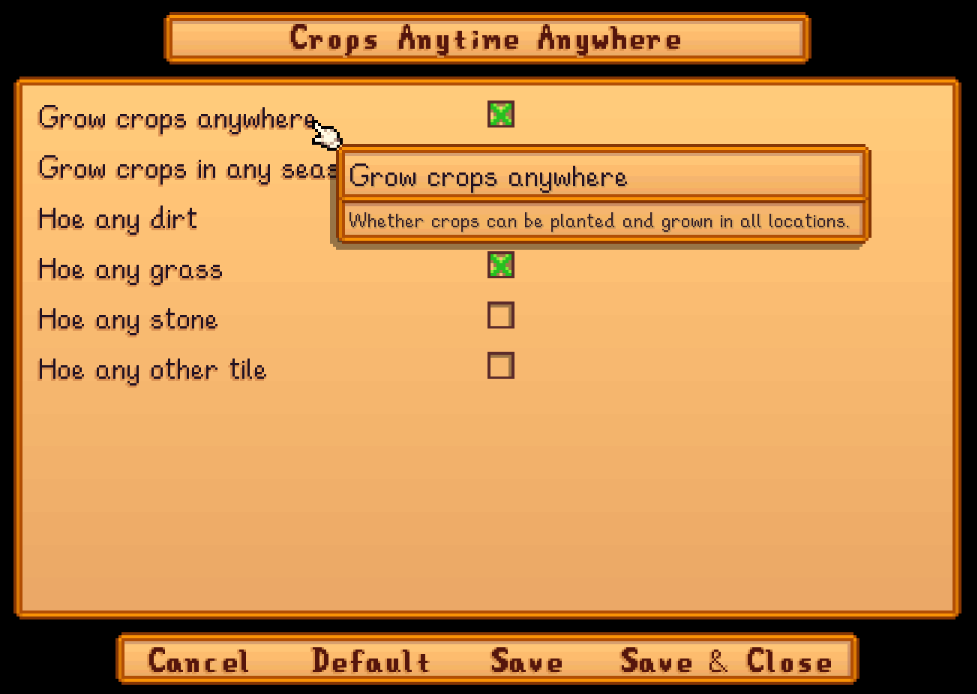 Crops Anytime Anywhere
Grow crops anywhere
Grow crops in any seas
Grow crops anywhere
Whether crops can be planted and grown in all locations.
Hoe any dirt
Hoe any grass
Hoe any stone
Hoe any other tile
Cancel Default Save Save & Close